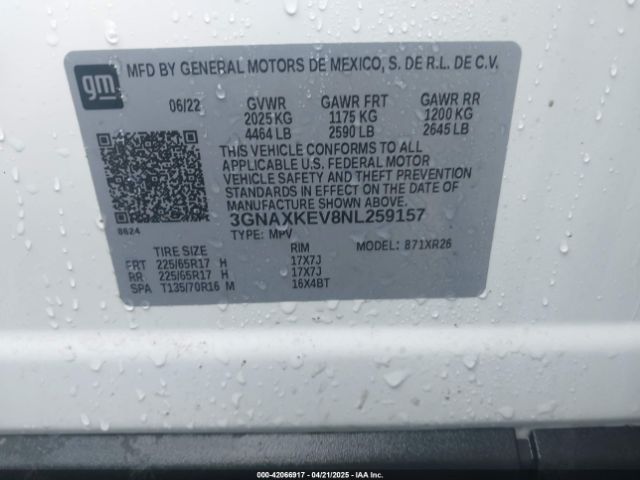 gm
MFD BY GENERAL MOTORS DE MEXICO, S. DE R.L. DE C.V.
06/22 GVWR GAWR FRT GAWR RR
2025 KG 1175 KG 1200 KG
4464 LB 2590 LB 2645 LB
THIS VEHICLE CONFORMS TO ALL
APPLICABLE U.S. FEDERAL MOTOR
VEHICLE SAFETY AND THEFT PREVENTION
STANDARDS IN EFFECT ON THE DATE OF
MANUFACTURE SHOWN ABOVE.
8624
3GNAXKEV8NL259157
TYPE: MPV MODEL: 871XR26
TIRE SIZE RIM
FRT 225/65R17 H 17X7J
RR 225/65R17 H 17X7J
SPA T135/70R16 M 16X4BT
000-42066917 - 04/21/2025 - IAAI.com